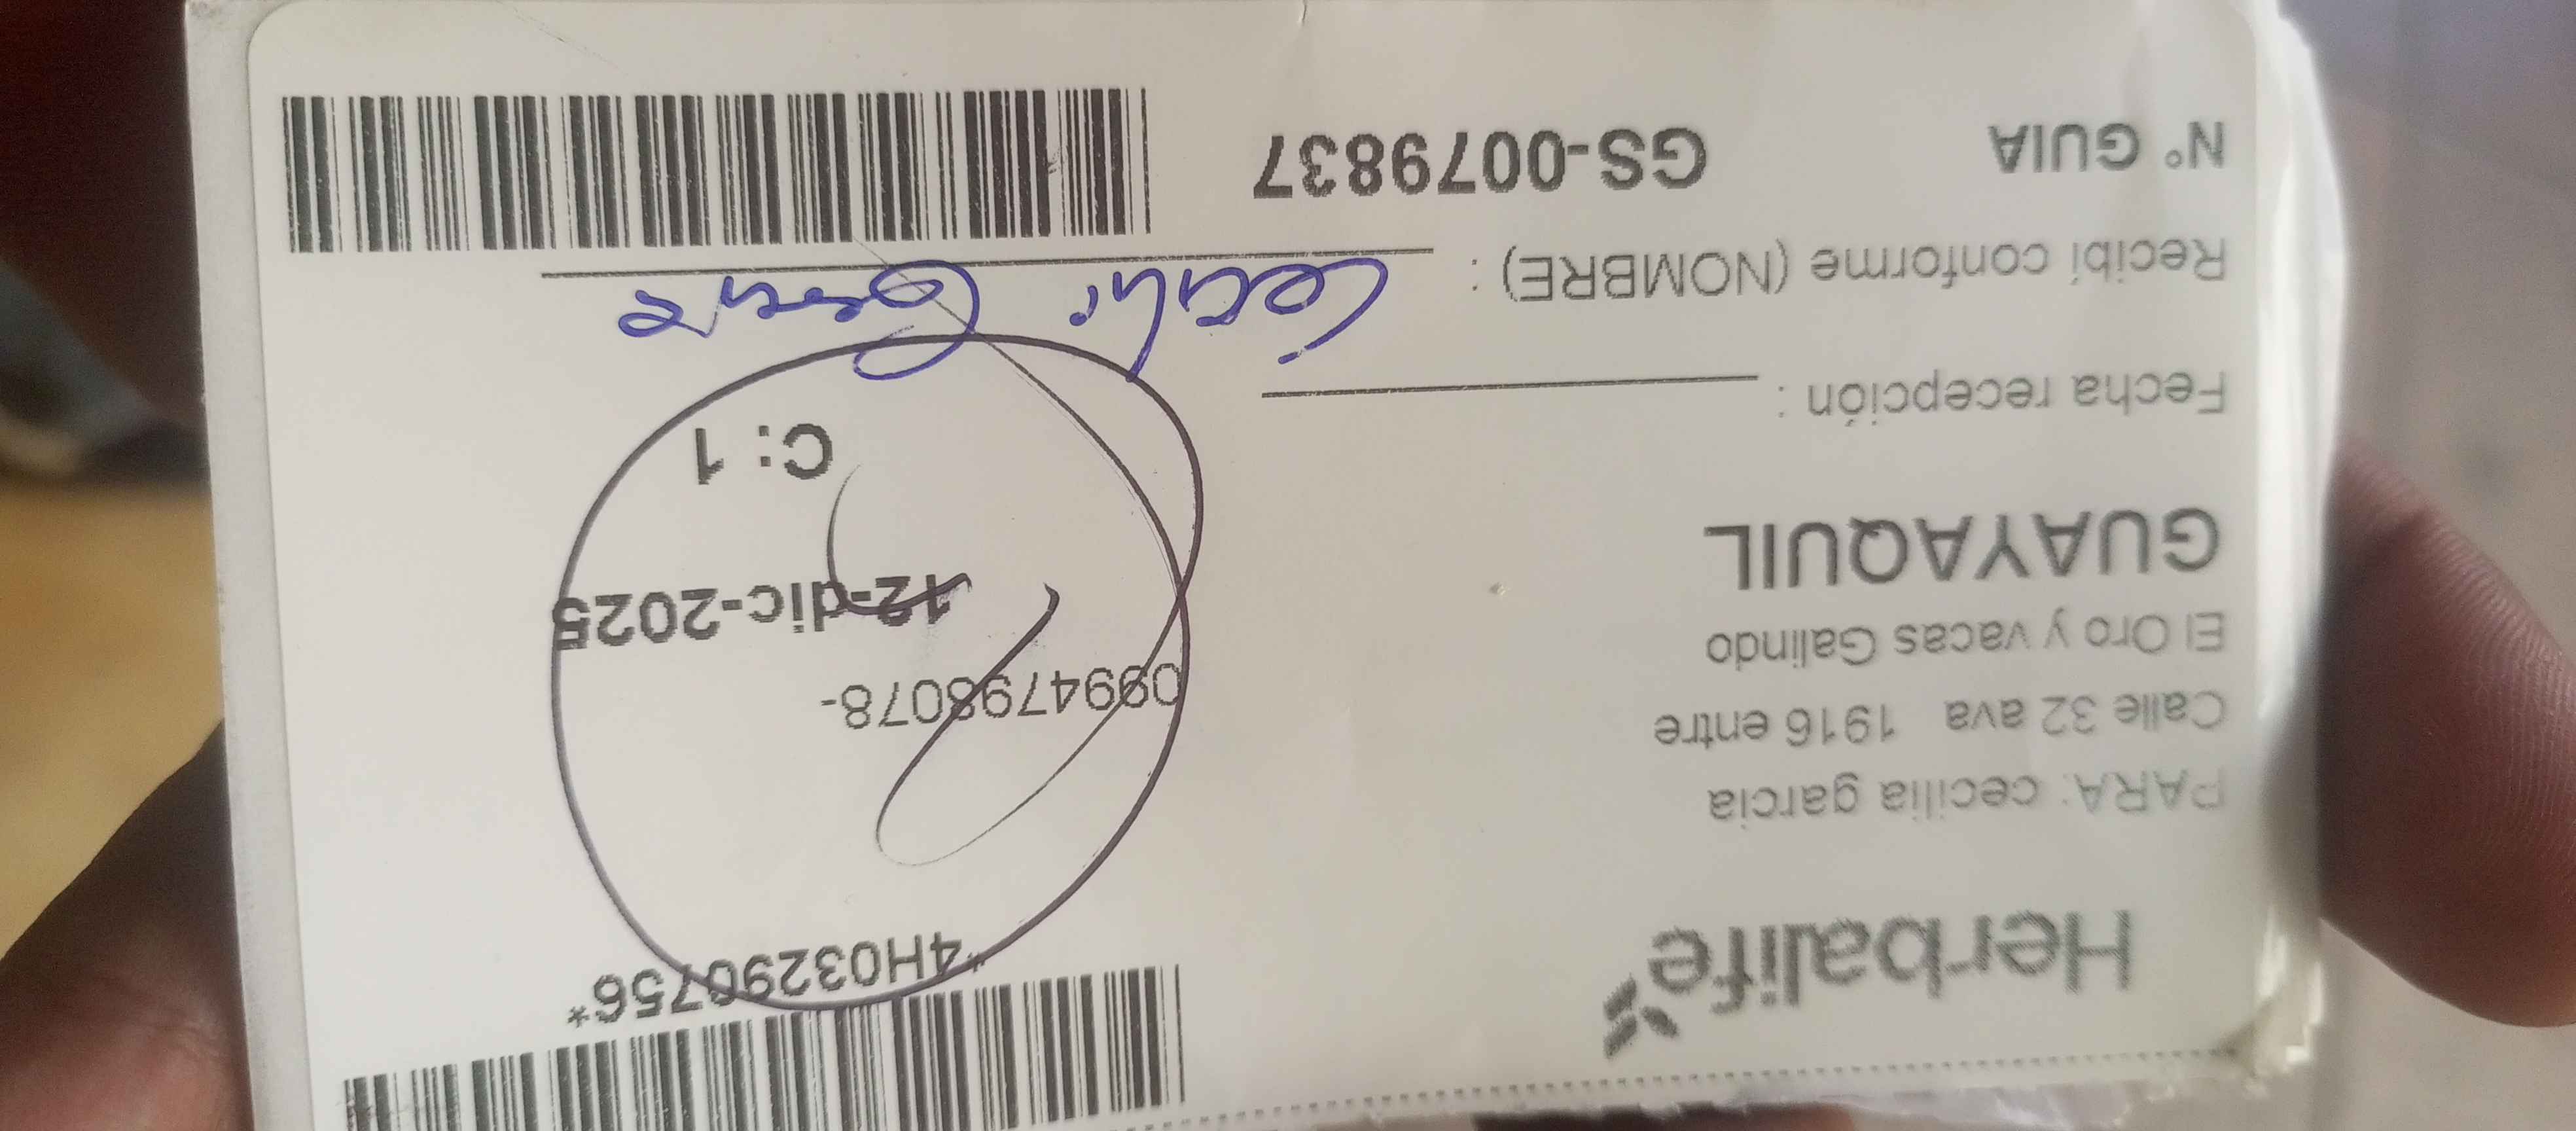 *4H03290756*
Herbalife
PARA: cecilia garcia
Calle 32 ava 1916 entre
El Oro y vacas Galindo
0994798078-
GUAYAQUIL
12-dic-2025
C: 1
Fecha recepción :
Recibí conforme (NOMBRE) :
N° GUIA GS-0079837